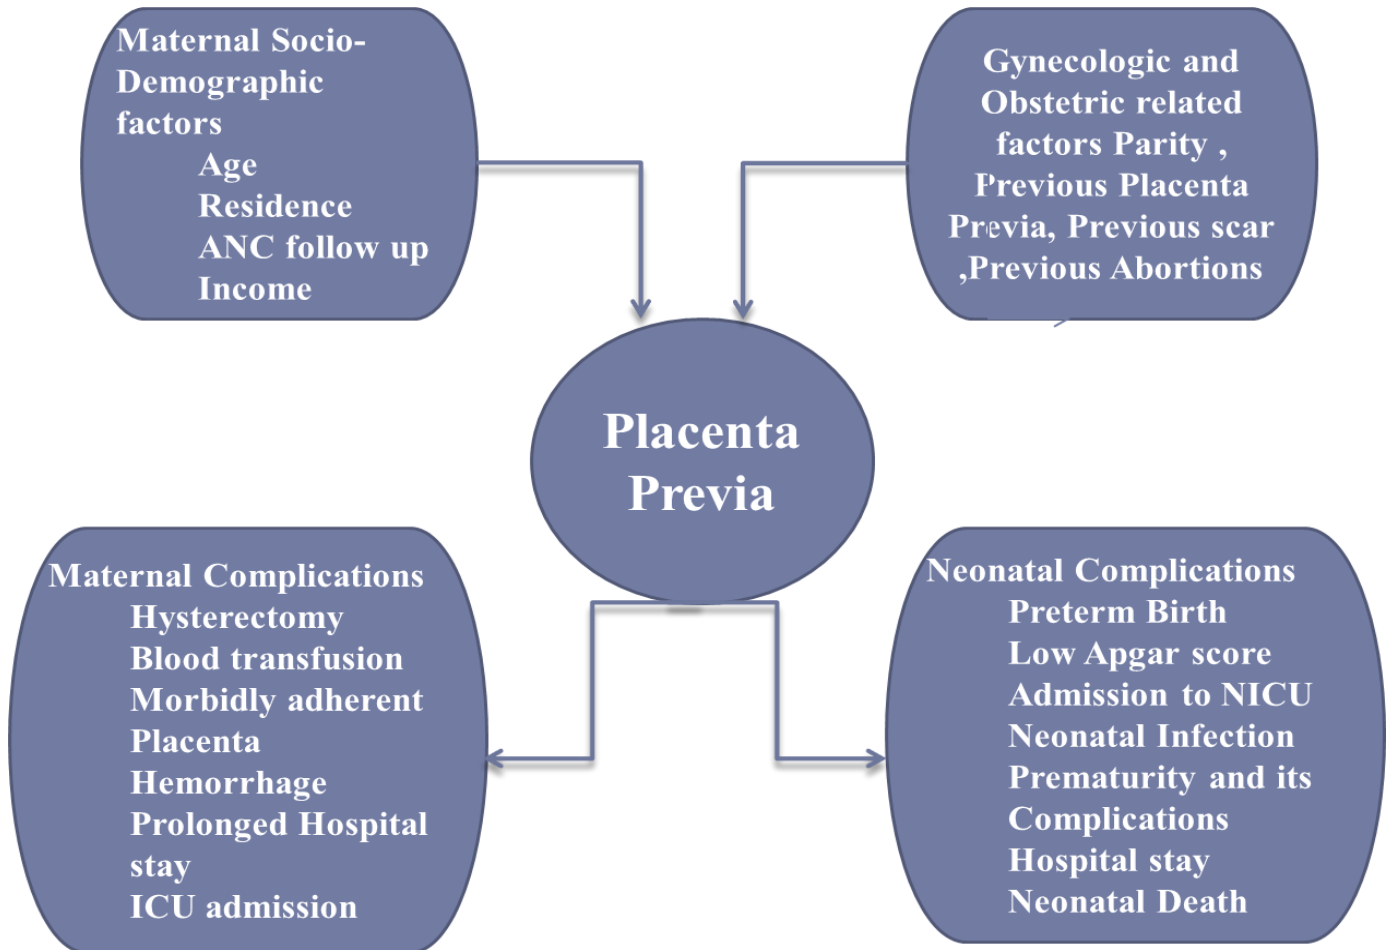 Maternal Socio-
Demographic
factors
Age
Residence
ANC follow up
Income
Gynecologic and
Obstetric related
factors Parity ,
Previous Placenta
Previa, Previous scar
,Previous Abortions
Placenta
Previa
Maternal Complications
Hysterectomy
Blood transfusion
Morbidly adherent
Placenta
Hemorrhage
Prolonged Hospital
stay
ICU admission
Neonatal Complications
Preterm Birth
Low Apgar score
Admission to NICU
Neonatal Infection
Prematurity and its
Complications
Hospital stay
Neonatal Death